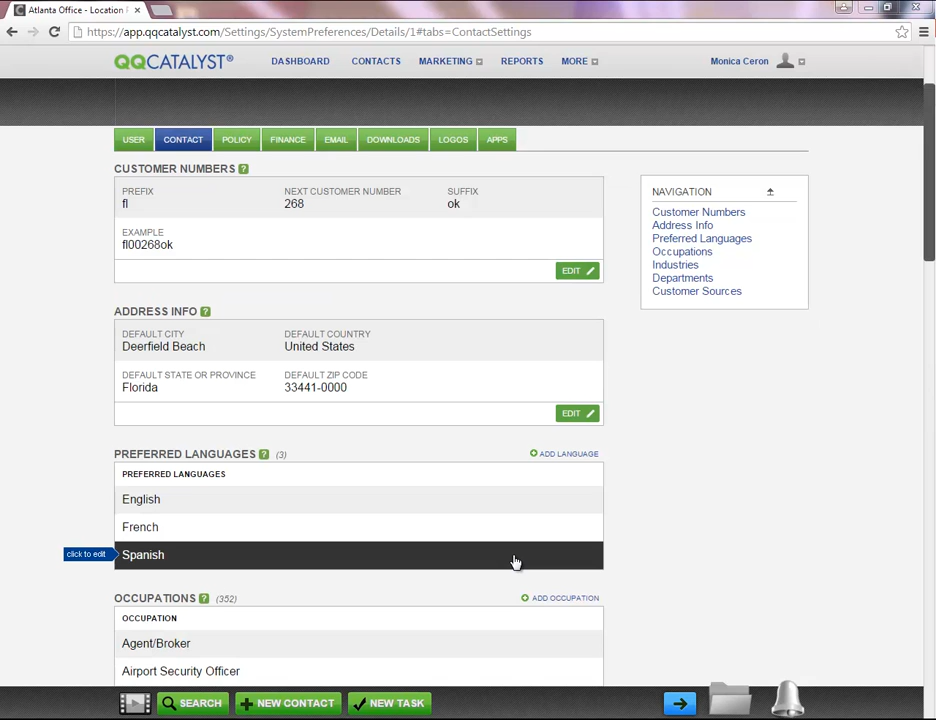 Atlanta Office - Location
https://app.qqcatalyst.com/Settings/SystemPreferences/Details/1#tabs=ContactSettings
QQCATALYST®
DASHBOARD CONTACTS MARKETING REPORTS MORE Monica Ceron
USER CONTACT POLICY FINANCE EMAIL DOWNLOADS LOGOS APPS
CUSTOMER NUMBERS ?
PREFIX NEXT CUSTOMER NUMBER SUFFIX
fl 268 ok
EXAMPLE
fl00268ok
EDIT
NAVIGATION
Customer Numbers
Address Info
Preferred Languages
Occupations
Industries
Departments
Customer Sources
ADDRESS INFO ?
DEFAULT CITY DEFAULT COUNTRY
Deerfield Beach United States
DEFAULT STATE OR PROVINCE DEFAULT ZIP CODE
Florida 33441-0000
EDIT
PREFERRED LANGUAGES ? (3) ADD LANGUAGE
PREFERRED LANGUAGES
English
French
click to edit Spanish
OCCUPATIONS ? (352) ADD OCCUPATION
OCCUPATION
Agent/Broker
Airport Security Officer
SEARCH NEW CONTACT NEW TASK